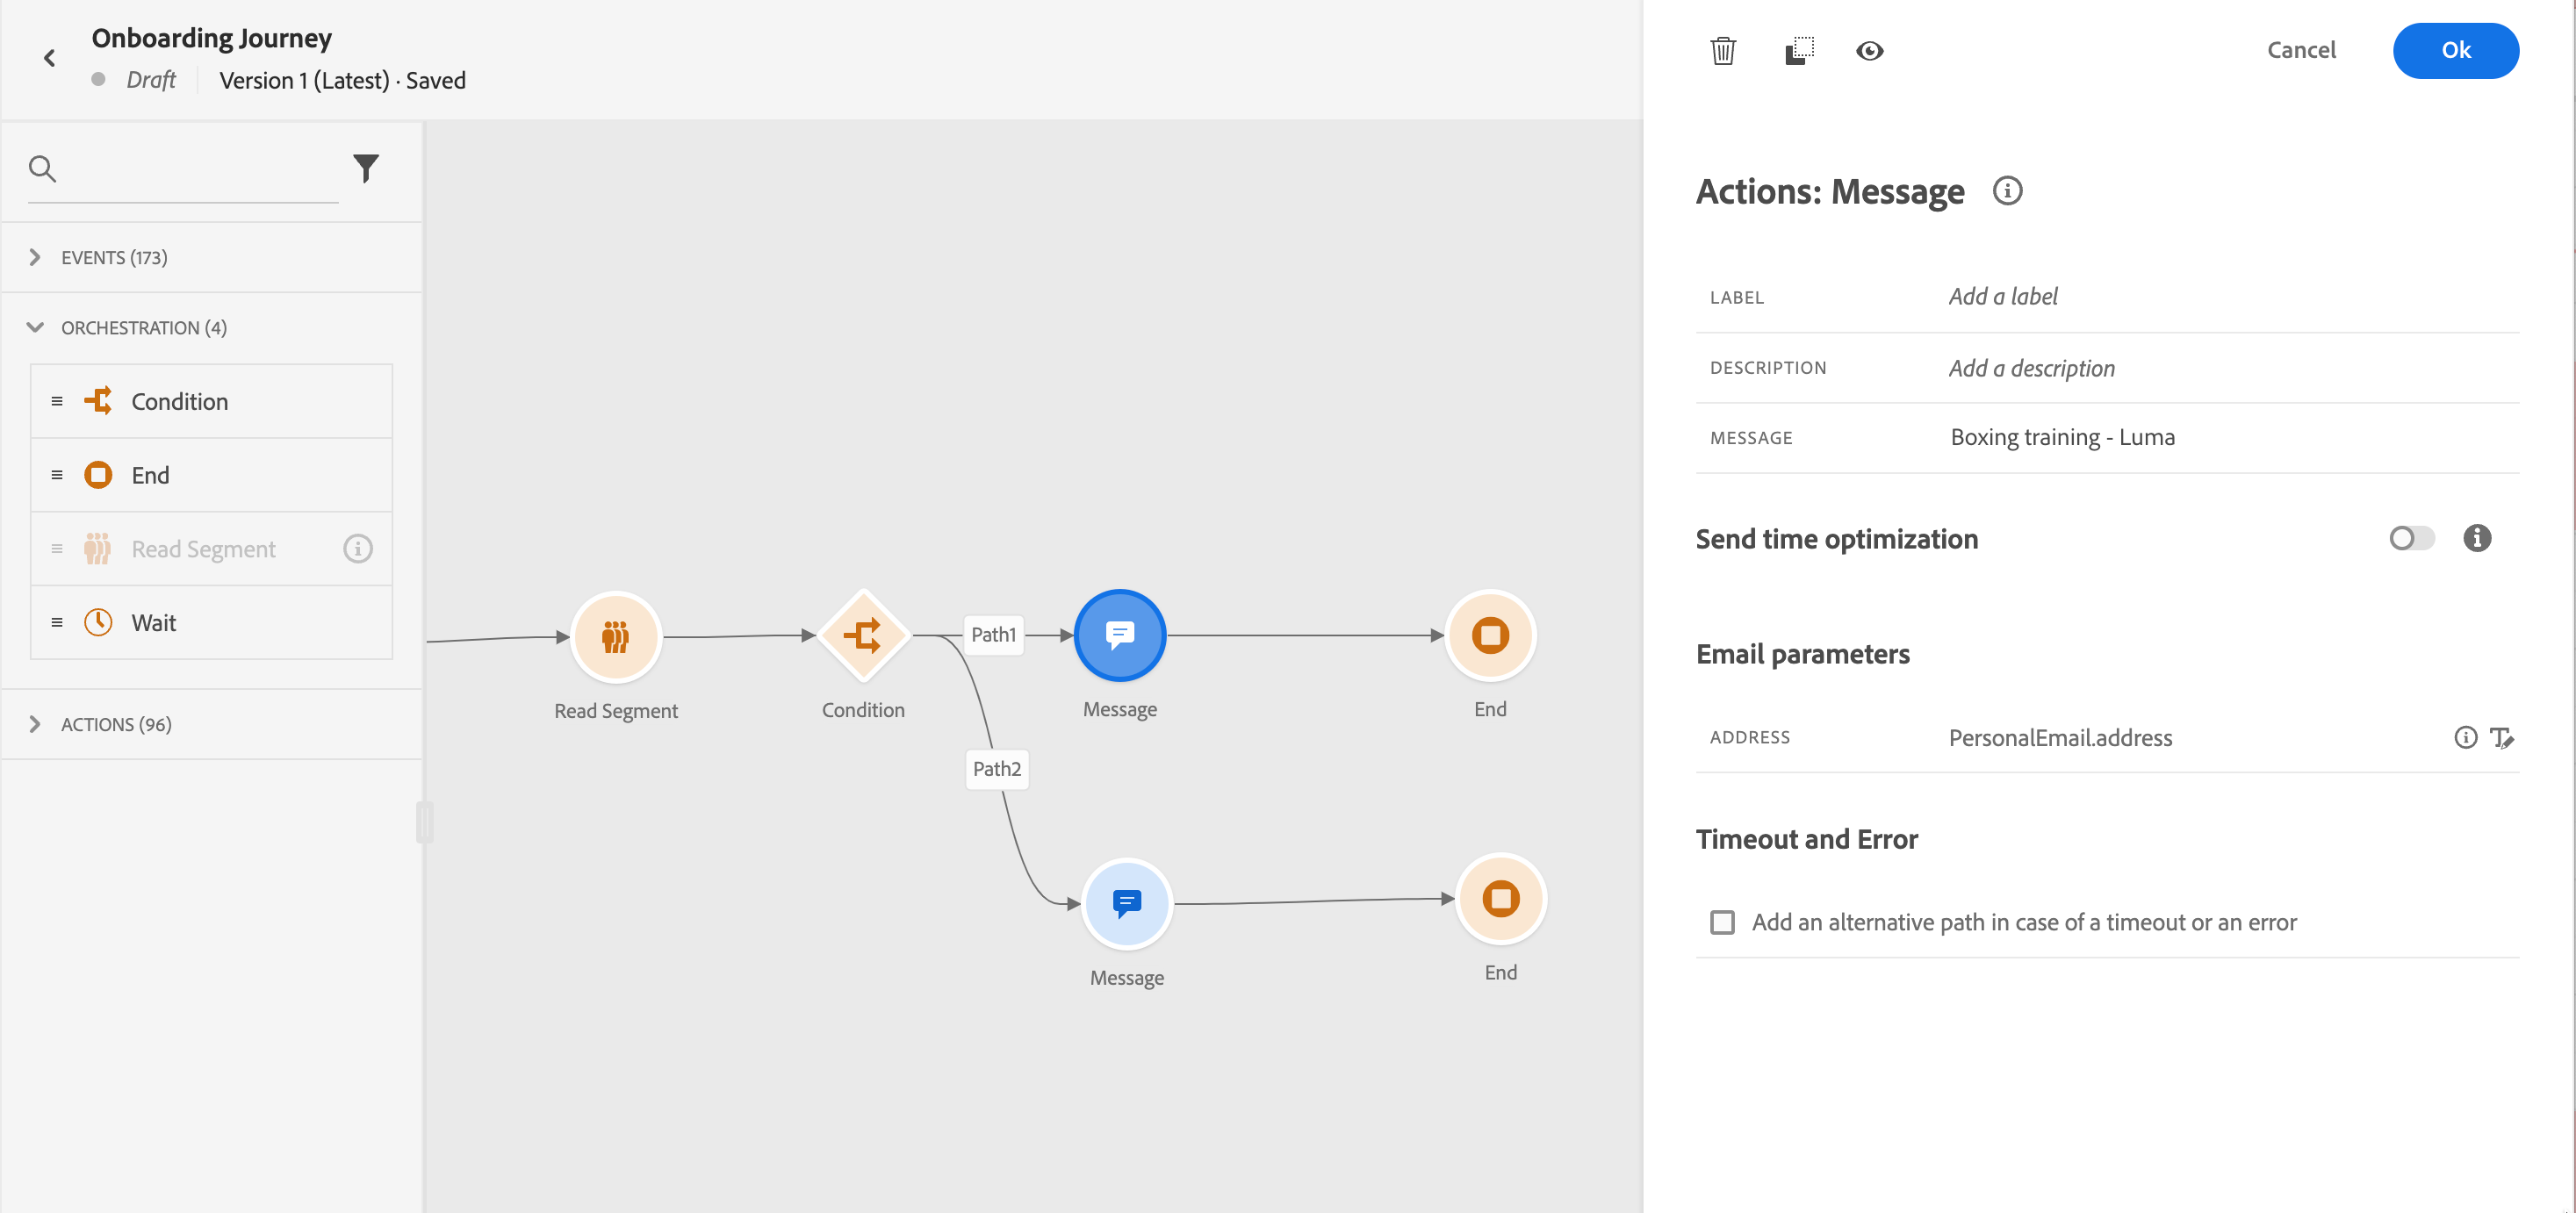 Onboarding Journey
Draft
Version 1 (Latest) · Saved
EVENTS (173)
ORCHESTRATION (4)
Condition
End
Read Segment
Wait
ACTIONS (96)
Read Segment
Condition
Path1
Message
End
Path2
Message
End
Cancel
Ok
Actions: Message
LABEL
Add a label
DESCRIPTION
Add a description
MESSAGE
Boxing training - Luma
Send time optimization
Email parameters
ADDRESS
PersonalEmail.address
Timeout and Error
Add an alternative path in case of a timeout or an error